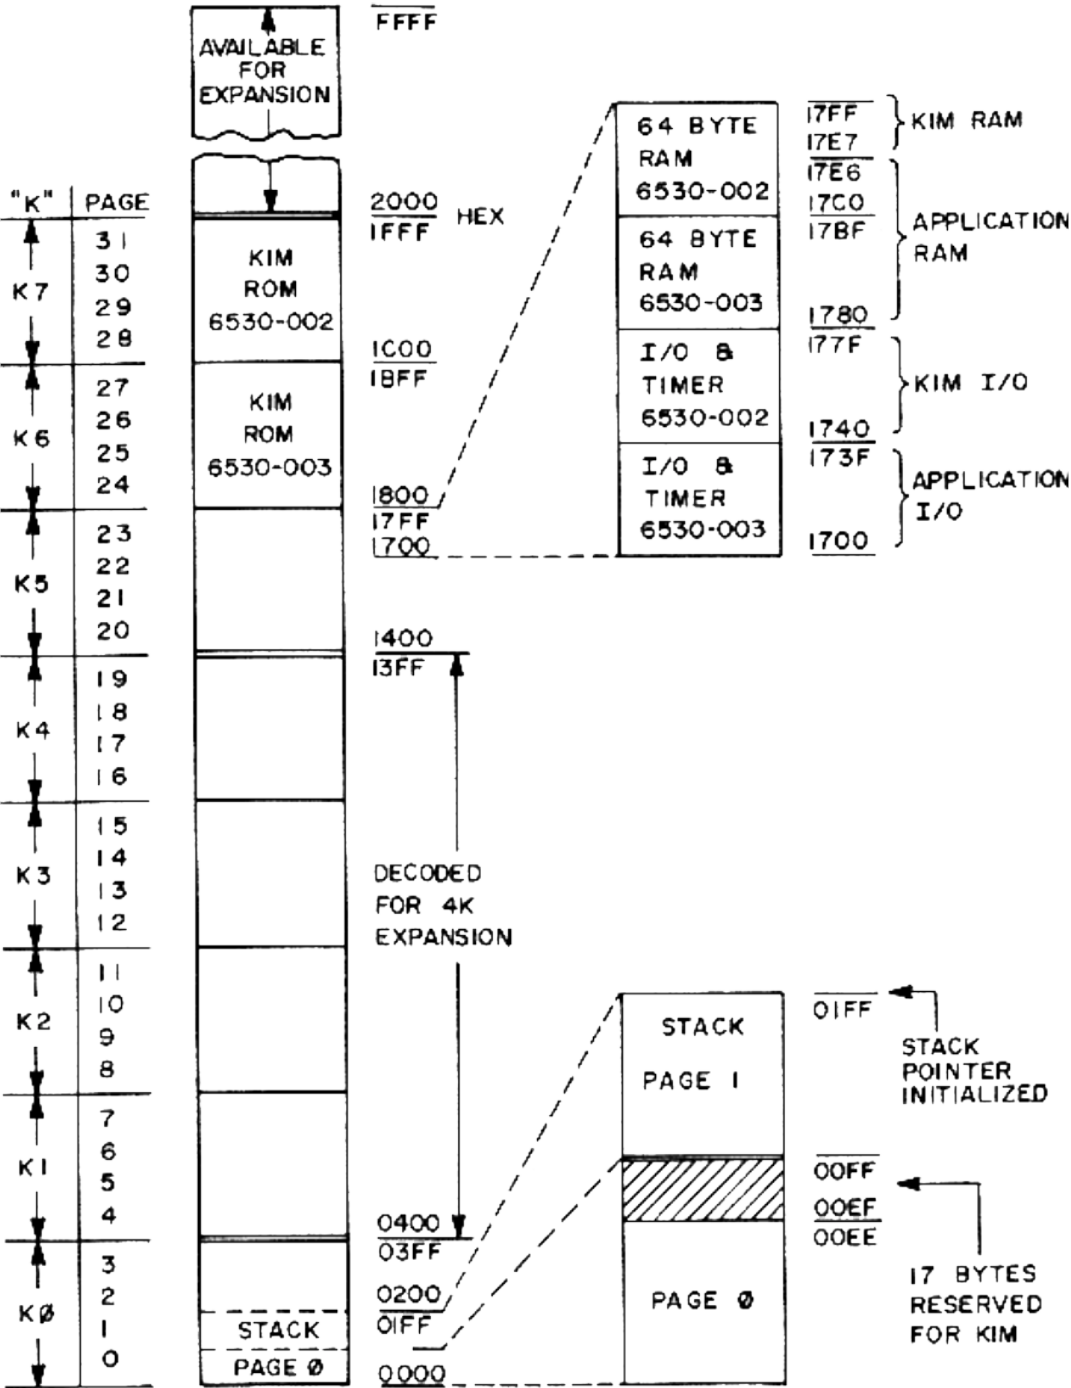 FFFF
AVAILABLE
FOR
EXPANSION
"K" PAGE
2000
1FFF HEX
K7
31
30
29
28
KIM
ROM
6530-002
1C00
1BFF
K6
27
26
25
24
KIM
ROM
6530-003
1800
17FF
1700
K5
23
22
21
20
1400
13FF
K4
19
18
17
16
K3
15
14
13
12
DECODED
FOR 4K
EXPANSION
K2
11
10
9
8
K1
7
6
5
4
0400
03FF
KØ
3
2
1
0
0200
01FF
STACK
PAGE Ø
0000
64 BYTE
RAM
6530-002
17FF
17E7
KIM RAM
17E6
17C0
64 BYTE
RAM
6530-003
17BF
1780
APPLICATION
RAM
I/O &
TIMER
6530-002
177F
1740
KIM I/O
I/O &
TIMER
6530-003
173F
1700
APPLICATION
I/O
STACK
PAGE 1
01FF
STACK
POINTER
INITIALIZED
00FF
00EF
00EE
17 BYTES
RESERVED
FOR KIM
PAGE Ø